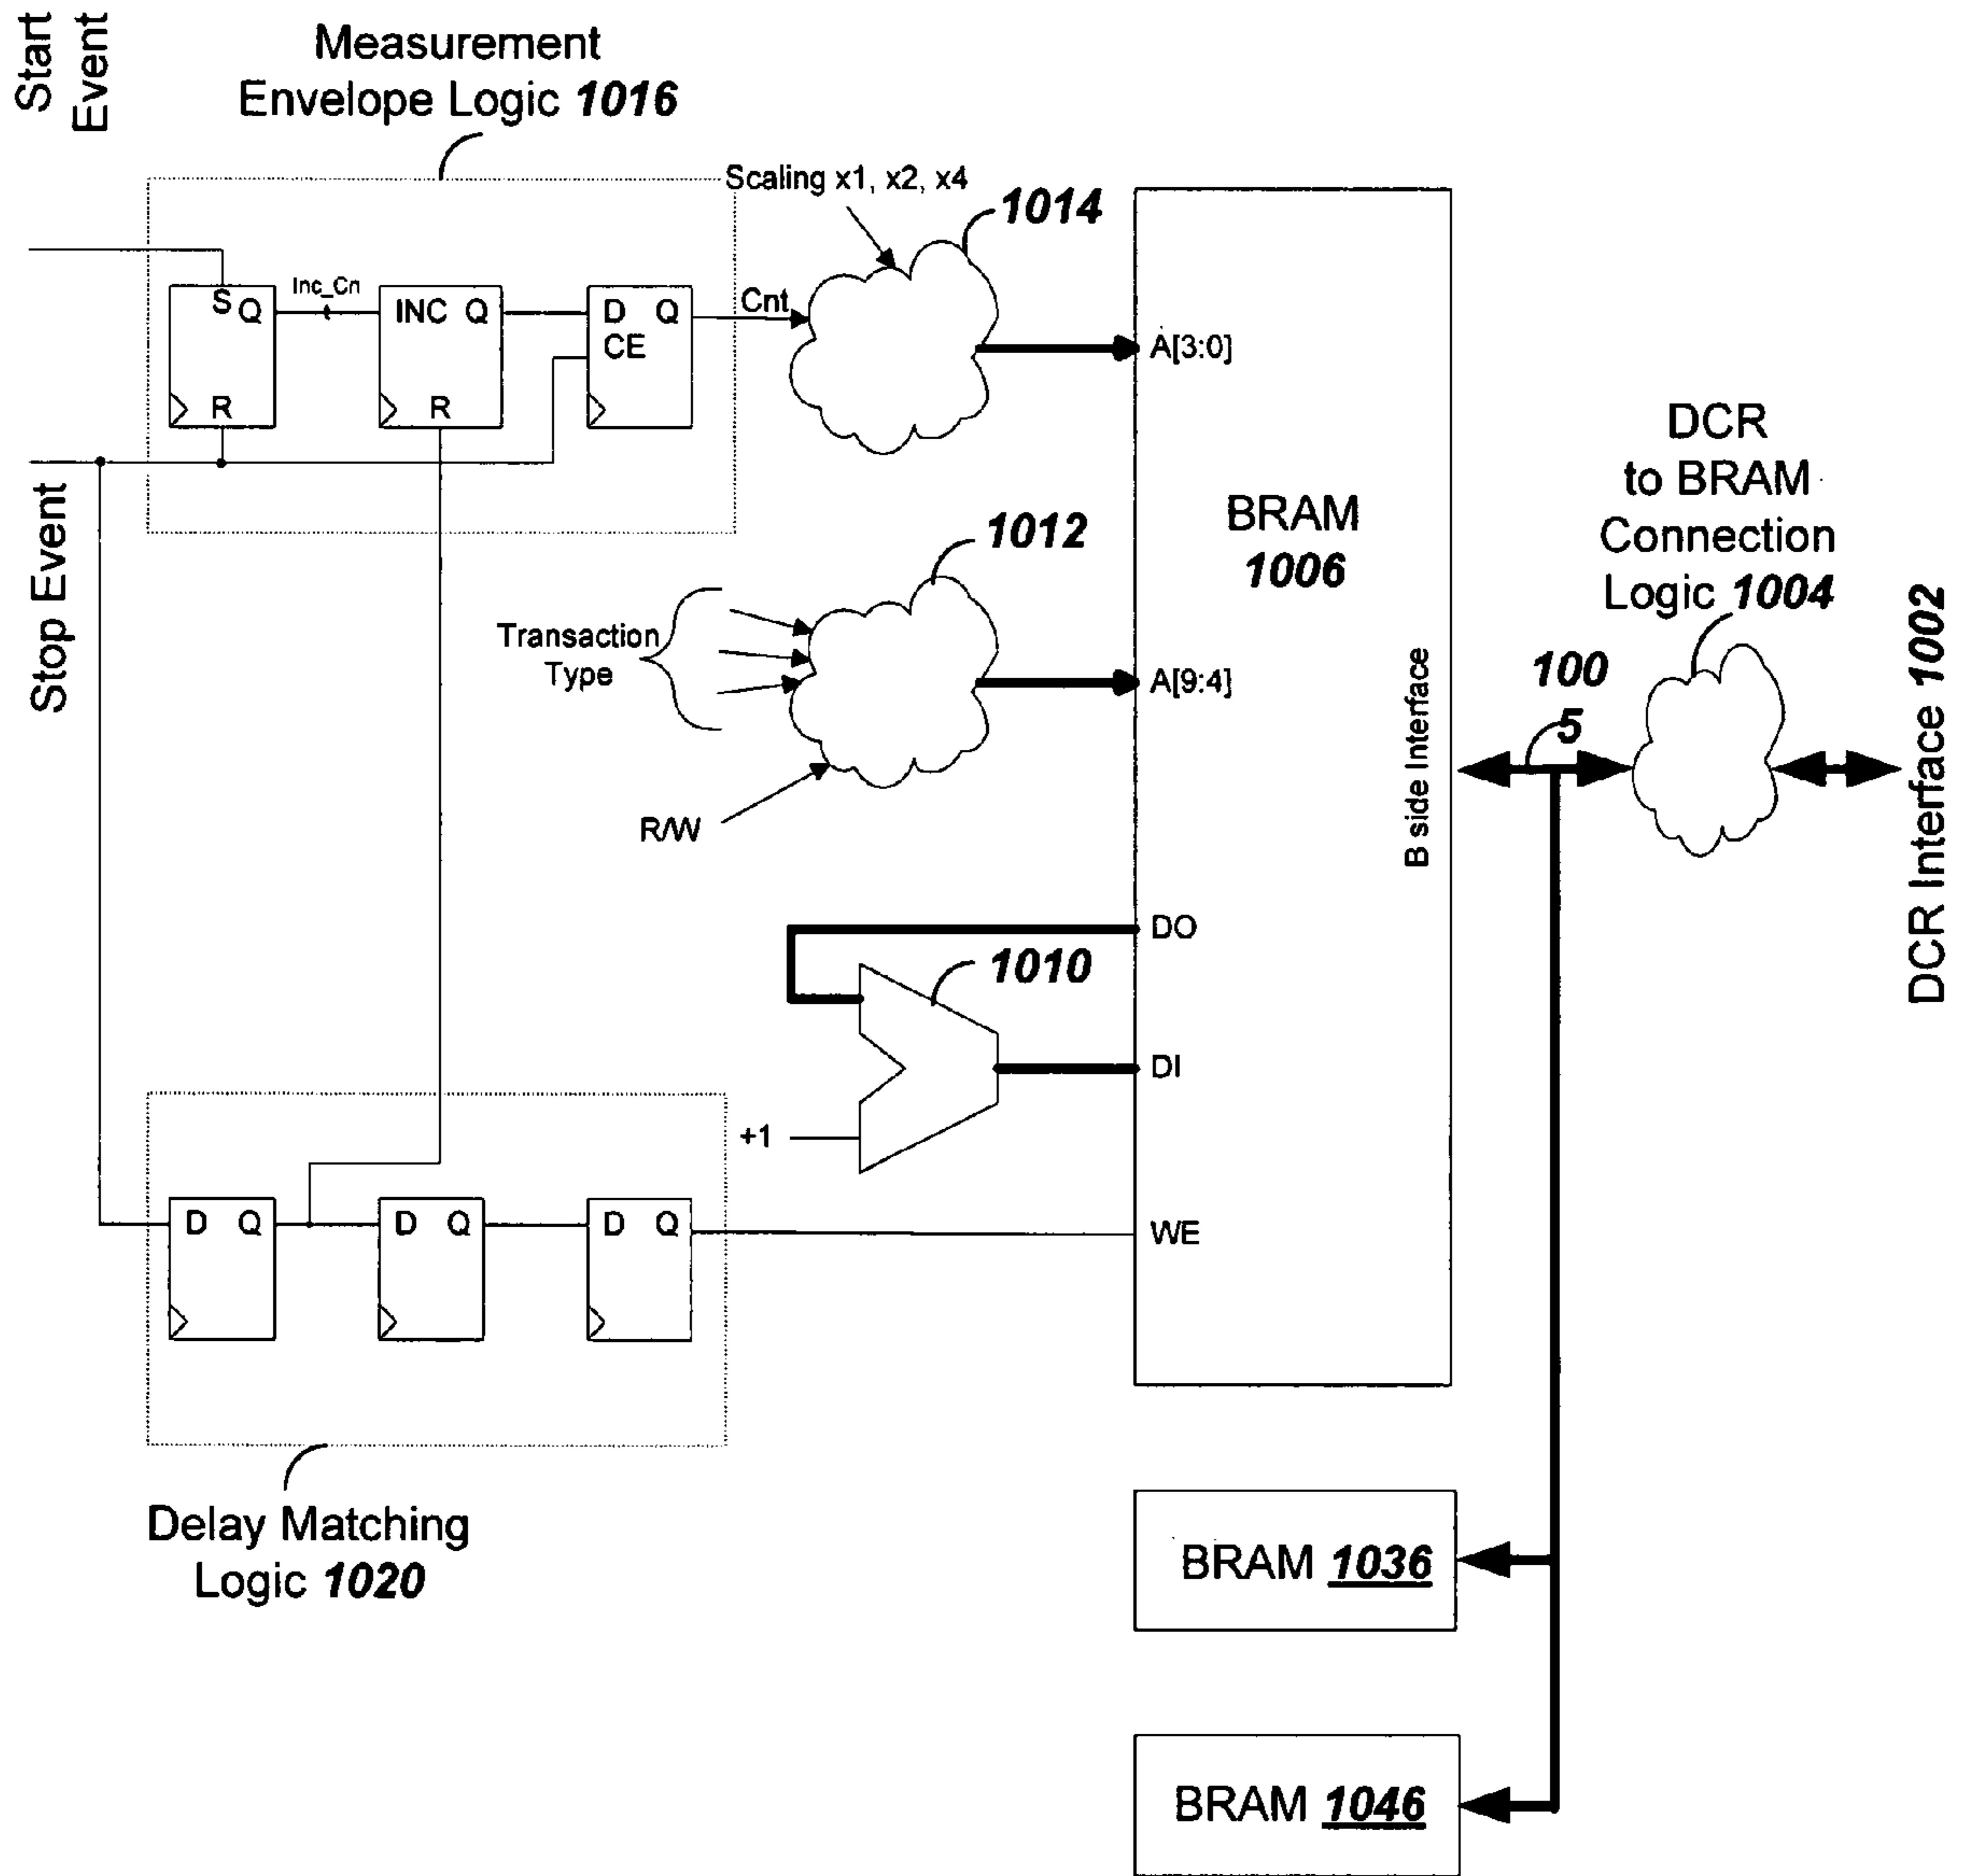 Start
Event
Measurement
Envelope Logic 1016
Scaling x1, x2, x4
1014
S Q
Inc_Cn
INC Q
D Q
CE
Cnt
R
R
A[3:0]
Stop Event
1012
Transaction
Type
R/W
A[9:4]
BRAM
1006
B side Interface
DCR
to BRAM
Connection
Logic 1004
100
5
DCR Interface 1002
DO
1010
DI
+1
D Q
D Q
D Q
WE
Delay Matching
Logic 1020
BRAM 1036
BRAM 1046